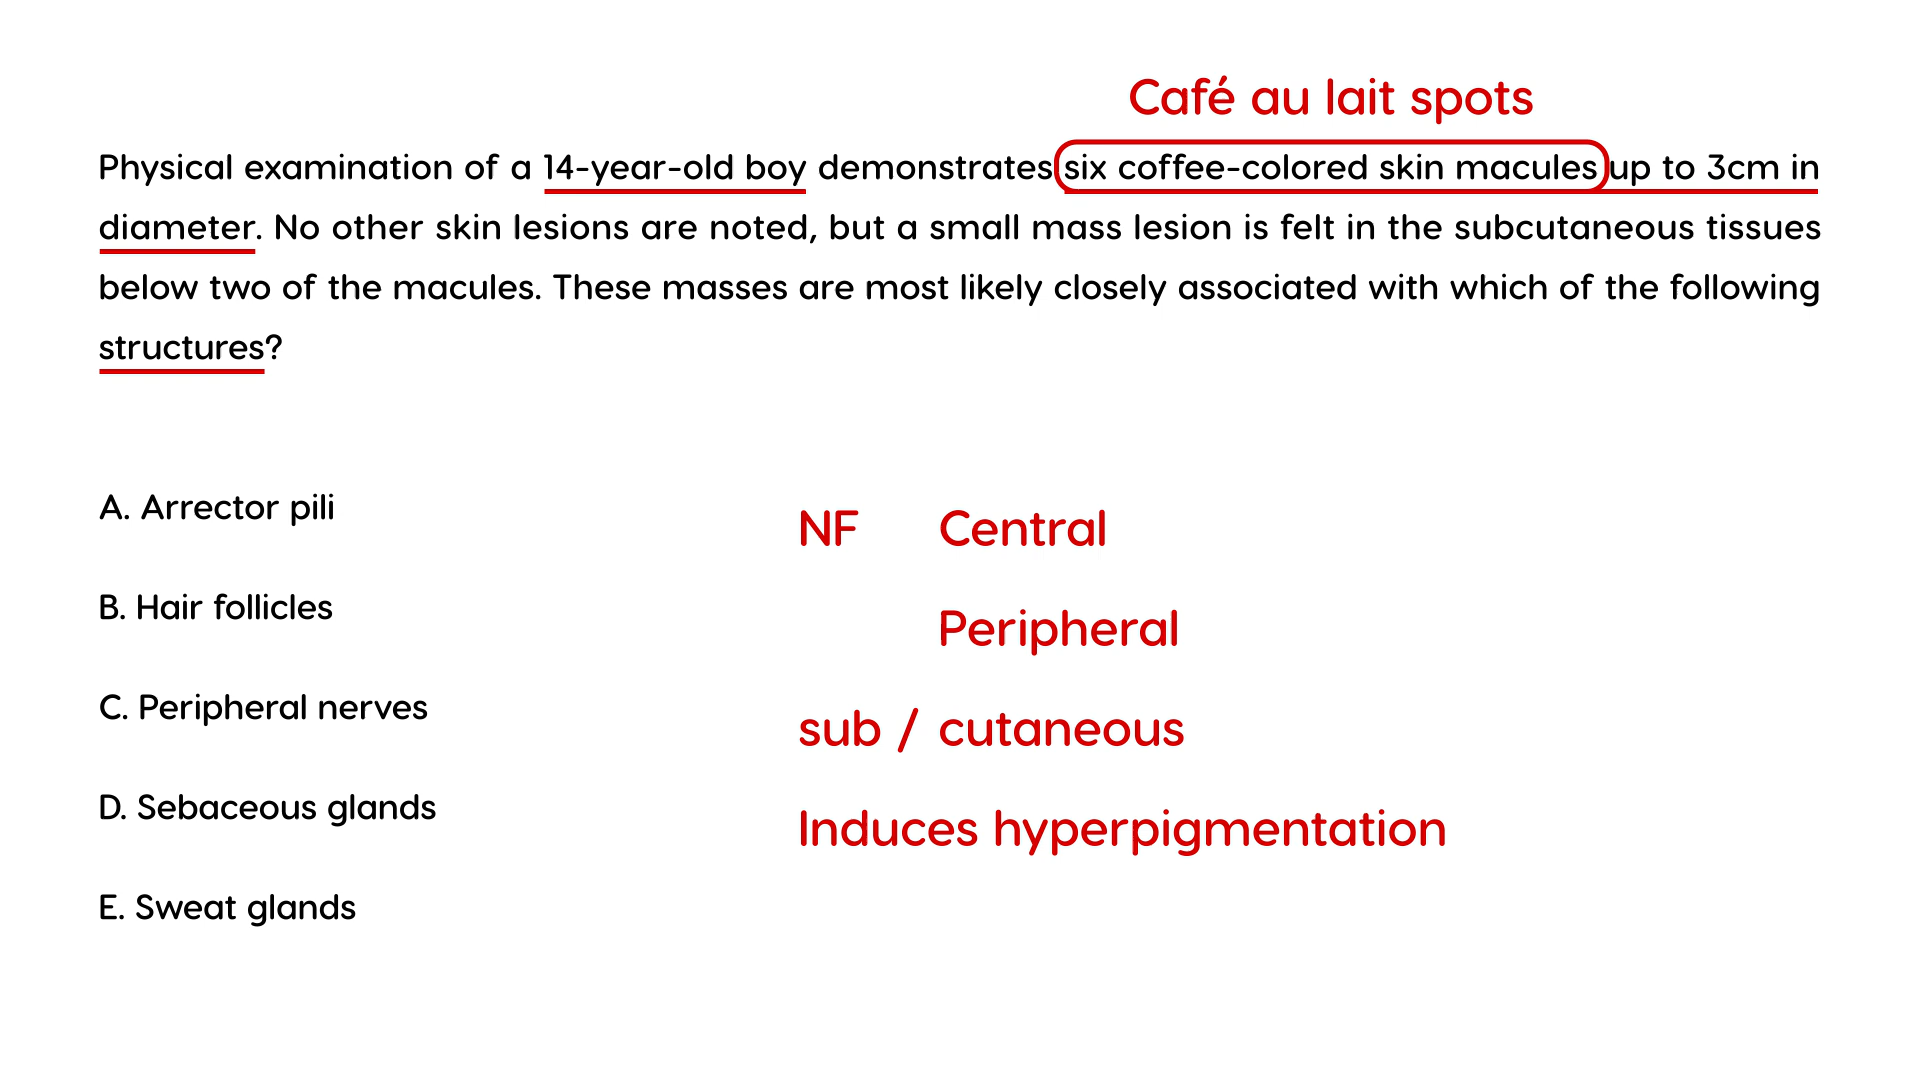 Café au lait spots
Physical examination of a 14-year-old boy demonstrates six coffee-colored skin macules up to 3cm in
diameter. No other skin lesions are noted, but a small mass lesion is felt in the subcutaneous tissues
below two of the macules. These masses are most likely closely associated with which of the following
structures?
A. Arrector pili
B. Hair follicles
C. Peripheral nerves
D. Sebaceous glands
E. Sweat glands
NF Central
Peripheral
sub / cutaneous
Induces hyperpigmentation